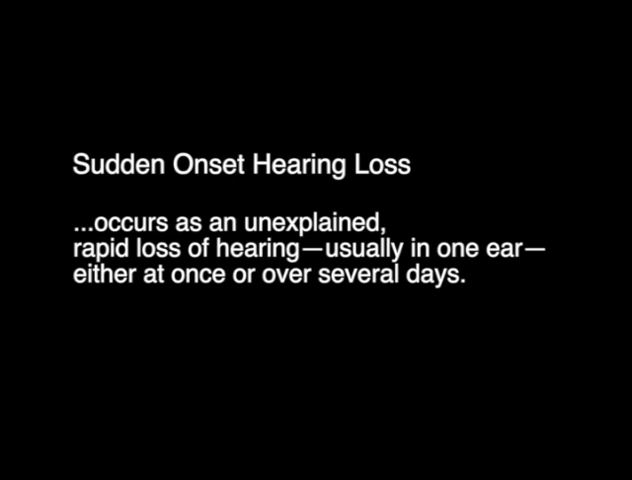 Sudden Onset Hearing Loss
...occurs as an unexplained,
rapid loss of hearing—usually in one ear—
either at once or over several days.